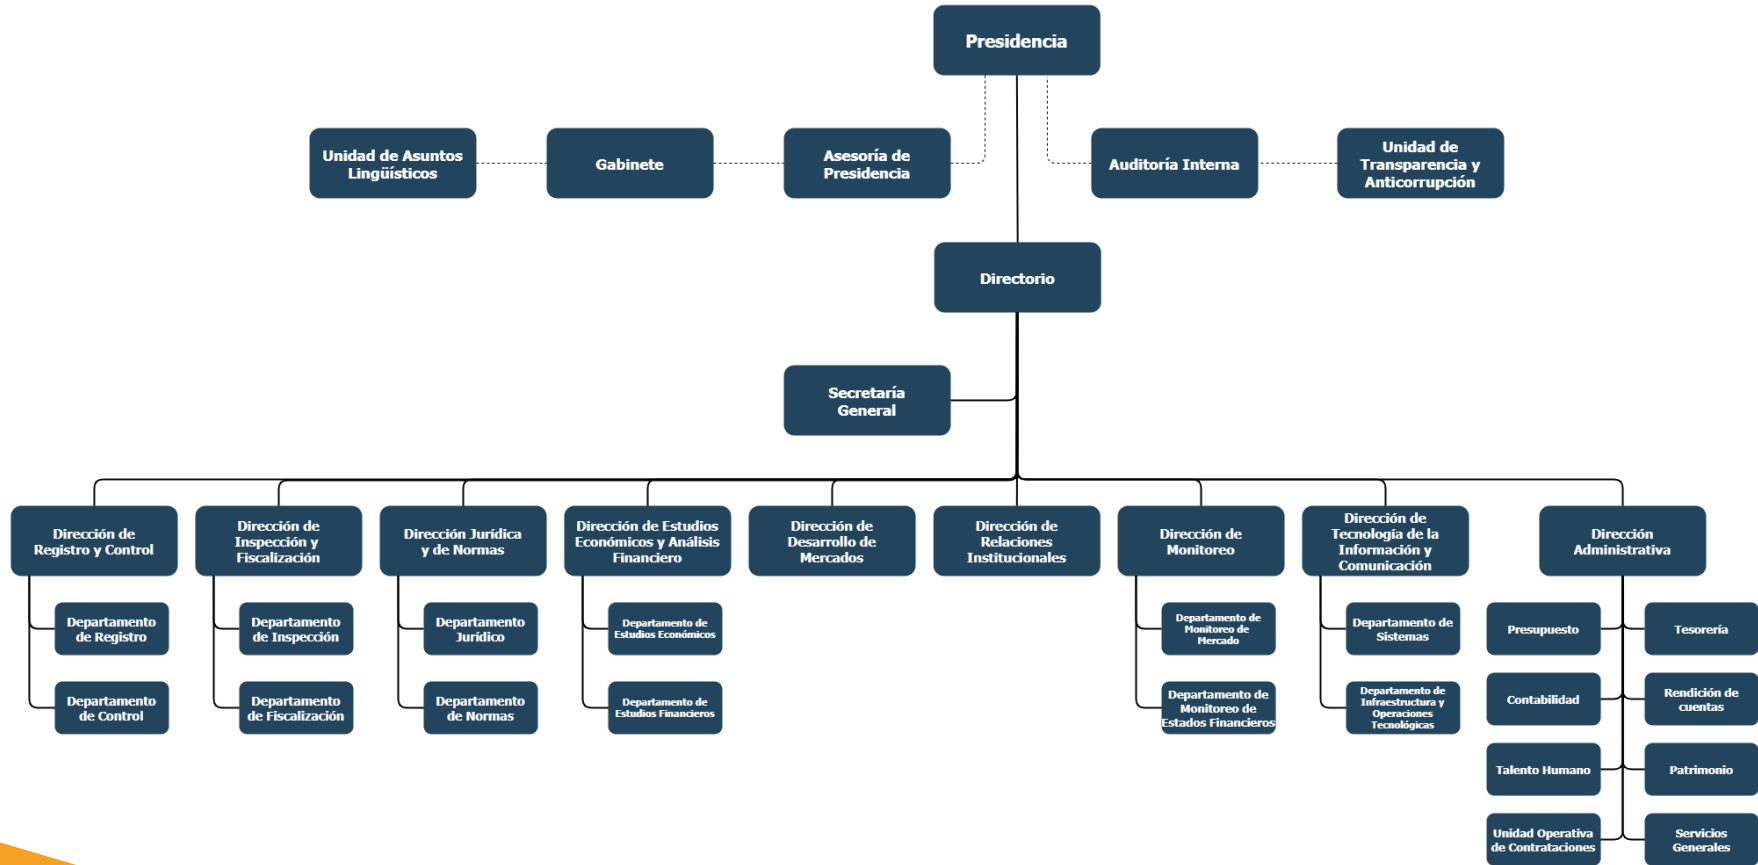 Presidencia
Unidad de Asuntos
Lingüísticos
Gabinete
Asesoría de
Presidencia
Auditoría Interna
Unidad de
Transparencia y
Anticorrupción
Directorio
Secretaría
General
Dirección de
Registro y Control
Dirección de
Inspección y
Fiscalización
Dirección Jurídica
y de Normas
Dirección de Estudios
Económicos y Análisis
Financiero
Dirección de
Desarrollo de
Mercados
Dirección de
Relaciones
Institucionales
Dirección de
Monitoreo
Dirección de
Tecnología de la
Información y
Comunicación
Dirección
Administrativa
Departamento
de Registro
Departamento
de Inspección
Departamento
Jurídico
Departamento de
Estudios Económicos
Departamento de
Monitoreo de
Mercado
Departamento de
Sistemas
Presupuesto
Tesorería
Departamento
de Control
Departamento
de Fiscalización
Departamento
de Normas
Departamento de
Estudios Financieros
Departamento de
Monitoreo de
Estados Financieros
Departamento de
Infraestructura y
Operaciones
Tecnológicas
Contabilidad
Rendición de
cuentas
Talento Humano
Patrimonio
Unidad Operativa
de Contrataciones
Servicios
Generales